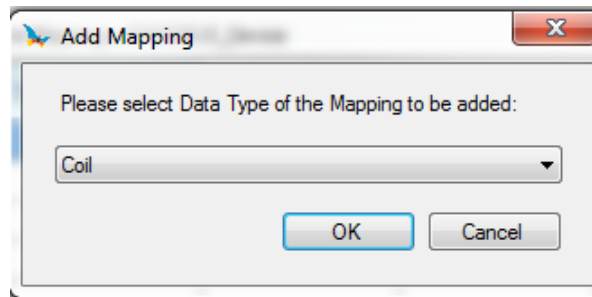 Add Mapping
Please select Data Type of the Mapping to be added:
Coil
OK
Cancel